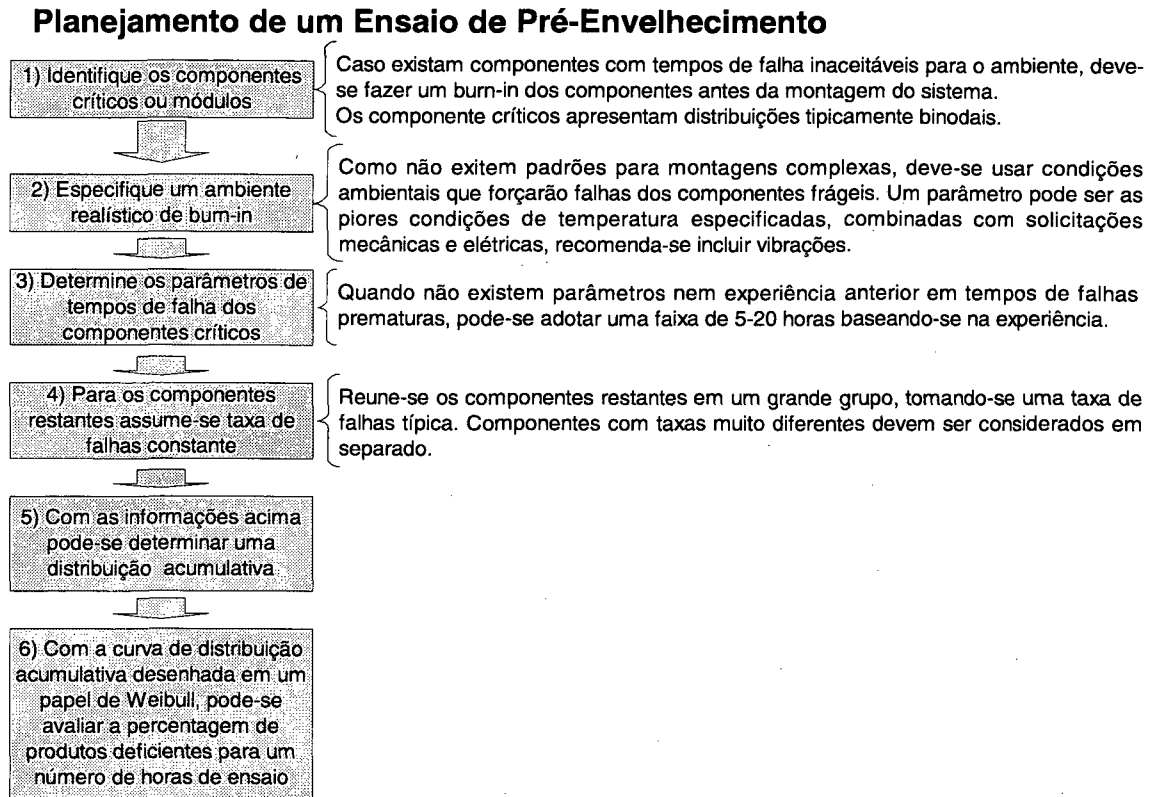 Planejamento de um Ensaio de Pré-Envelhecimento
1) Identifique os componentes
críticos ou módulos
Caso existam componentes com tempos de falha inaceitáveis para o ambiente, deve-
se fazer um burn-in dos componentes antes da montagem do sistema.
Os componente críticos apresentam distribuições tipicamente binodais.
2) Especifique um ambiente
realístico de burn-in
Como não exitem padrões para montagens complexas, deve-se usar condições
ambientais que forçarão falhas dos componentes frágeis. Um parâmetro pode ser as
piores condições de temperatura especificadas, combinadas com solicitações
mecânicas e elétricas, recomenda-se incluir vibrações.
3) Determine os parâmetros de
tempos de falha dos
componentes críticos
Quando não existem parâmetros nem experiência anterior em tempos de falhas
prematuras, pode-se adotar uma faixa de 5-20 horas baseando-se na experiência.
4) Para os componentes
restantes assume-se taxa de
falhas constante
Reune-se os componentes restantes em um grande grupo, tomando-se uma taxa de
falhas típica. Componentes com taxas muito diferentes devem ser considerados em
separado.
5) Com as informações acima
pode-se determinar uma
distribuição acumulativa
6) Com a curva de distribuição
acumulativa desenhada em um
papel de Weibull, pode-se
avaliar a percentagem de
produtos deficientes para um
número de horas de ensaio